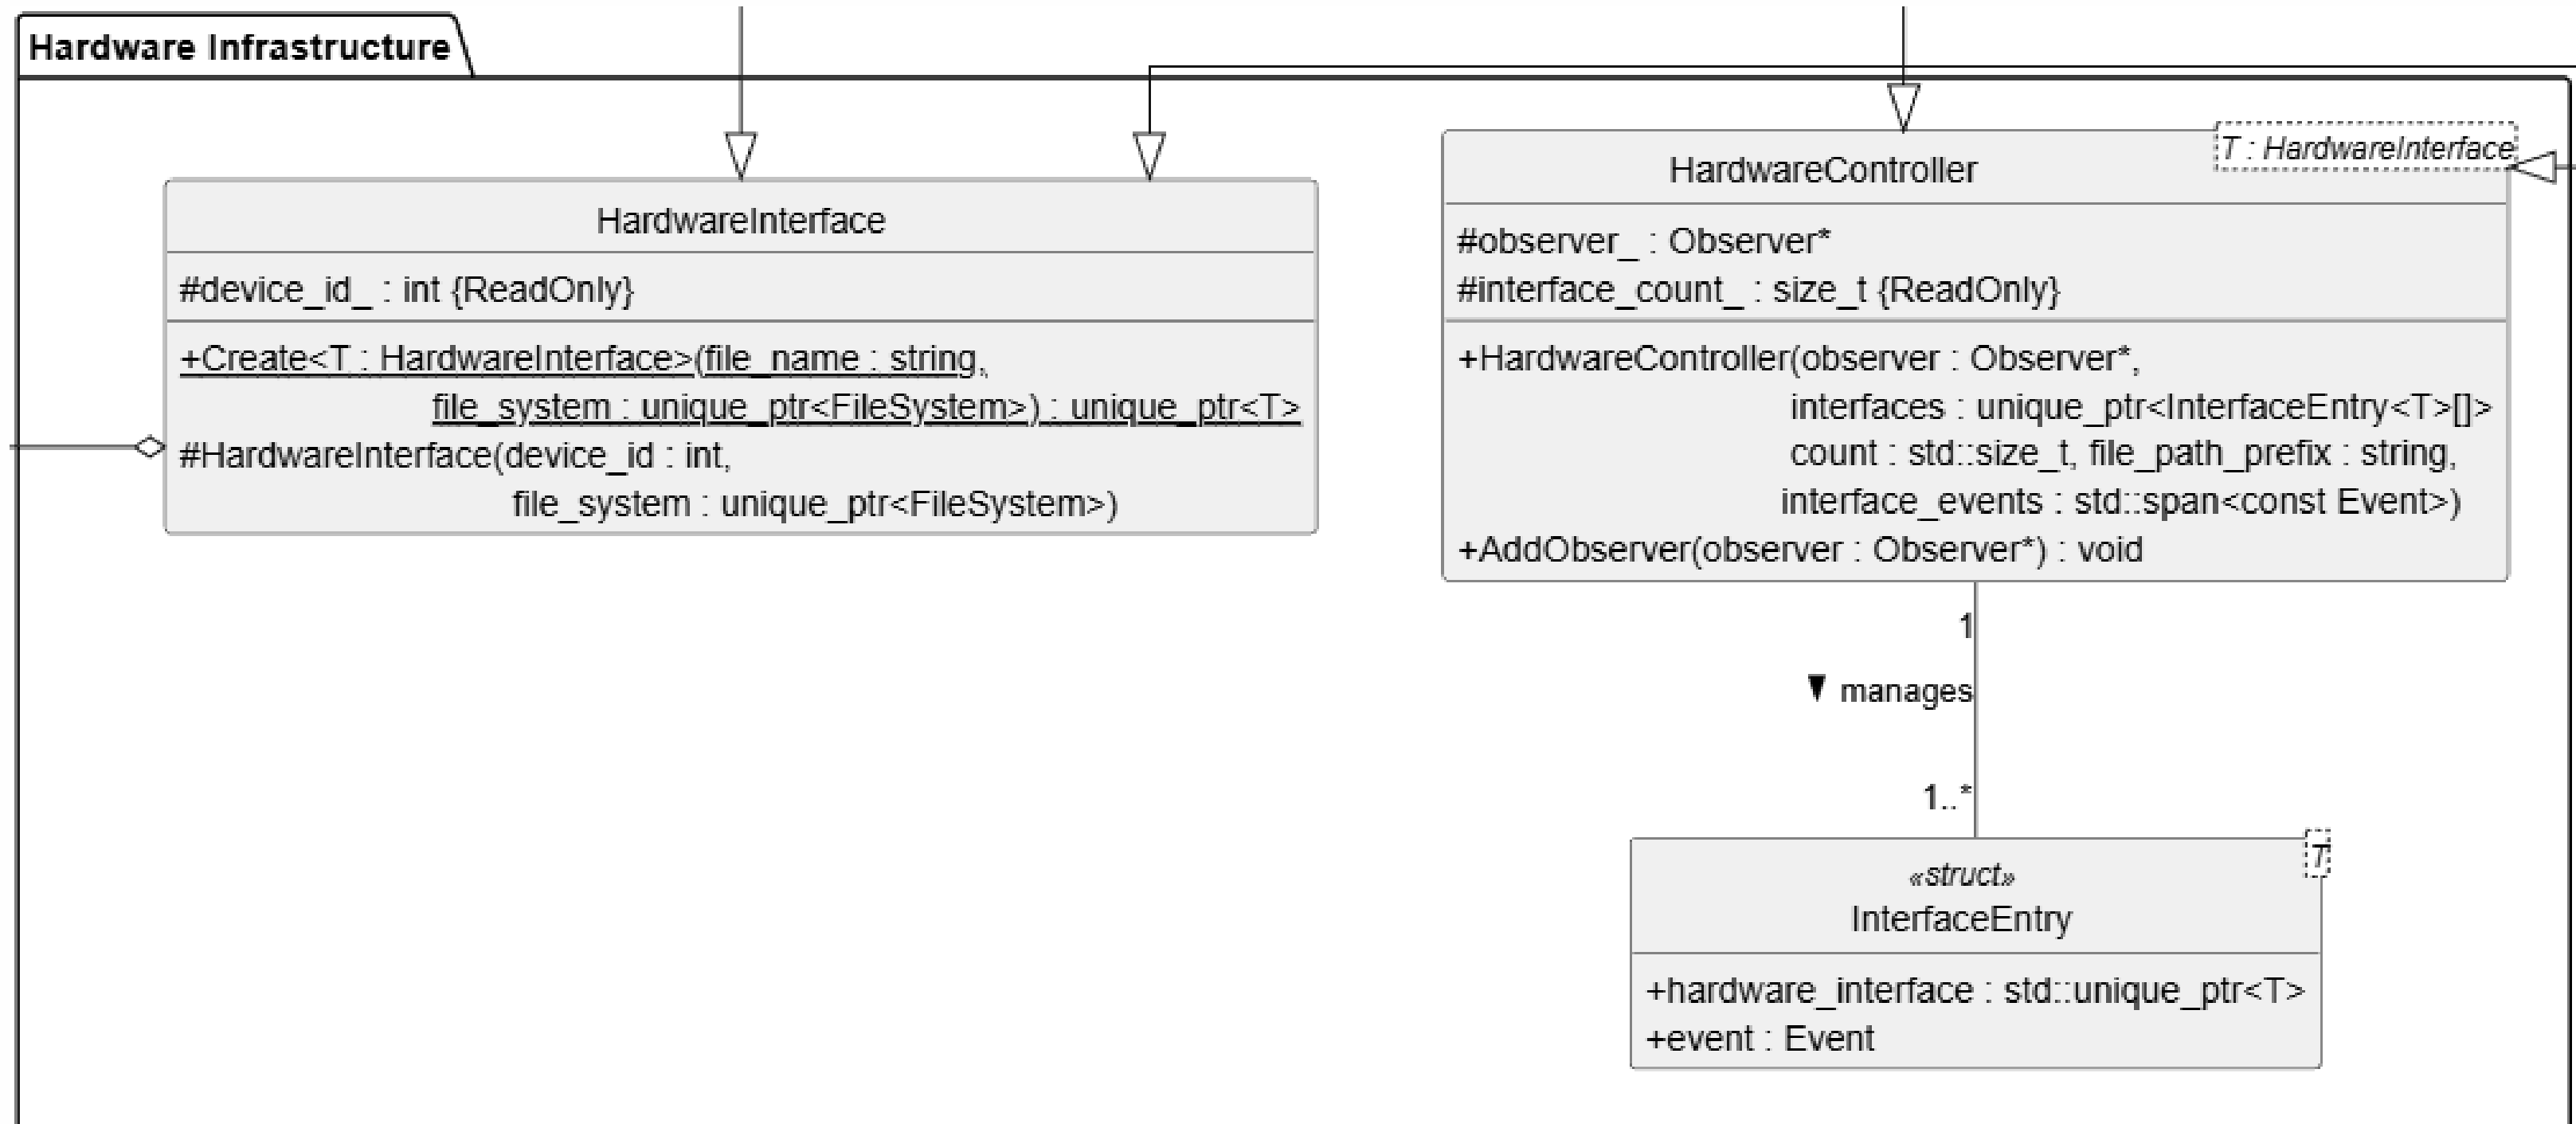 Hardware Infrastructure
HardwareInterface
#device_id_ : int {ReadOnly}
+Create<T : HardwareInterface>(file_name : string,
file_system : unique_ptr<FileSystem>) : unique_ptr<T>
#HardwareInterface(device_id : int,
file_system : unique_ptr<FileSystem>)
T : HardwareInterface
HardwareController
#observer_ : Observer*
#interface_count_ : size_t {ReadOnly}
+HardwareController(observer : Observer*,
interfaces : unique_ptr<InterfaceEntry<T>[]>
count : std::size_t, file_path_prefix : string,
interface_events : std::span<const Event>)
+AddObserver(observer : Observer*) : void
1
manages
1..*
T
«struct»
InterfaceEntry
+hardware_interface : std::unique_ptr<T>
+event : Event